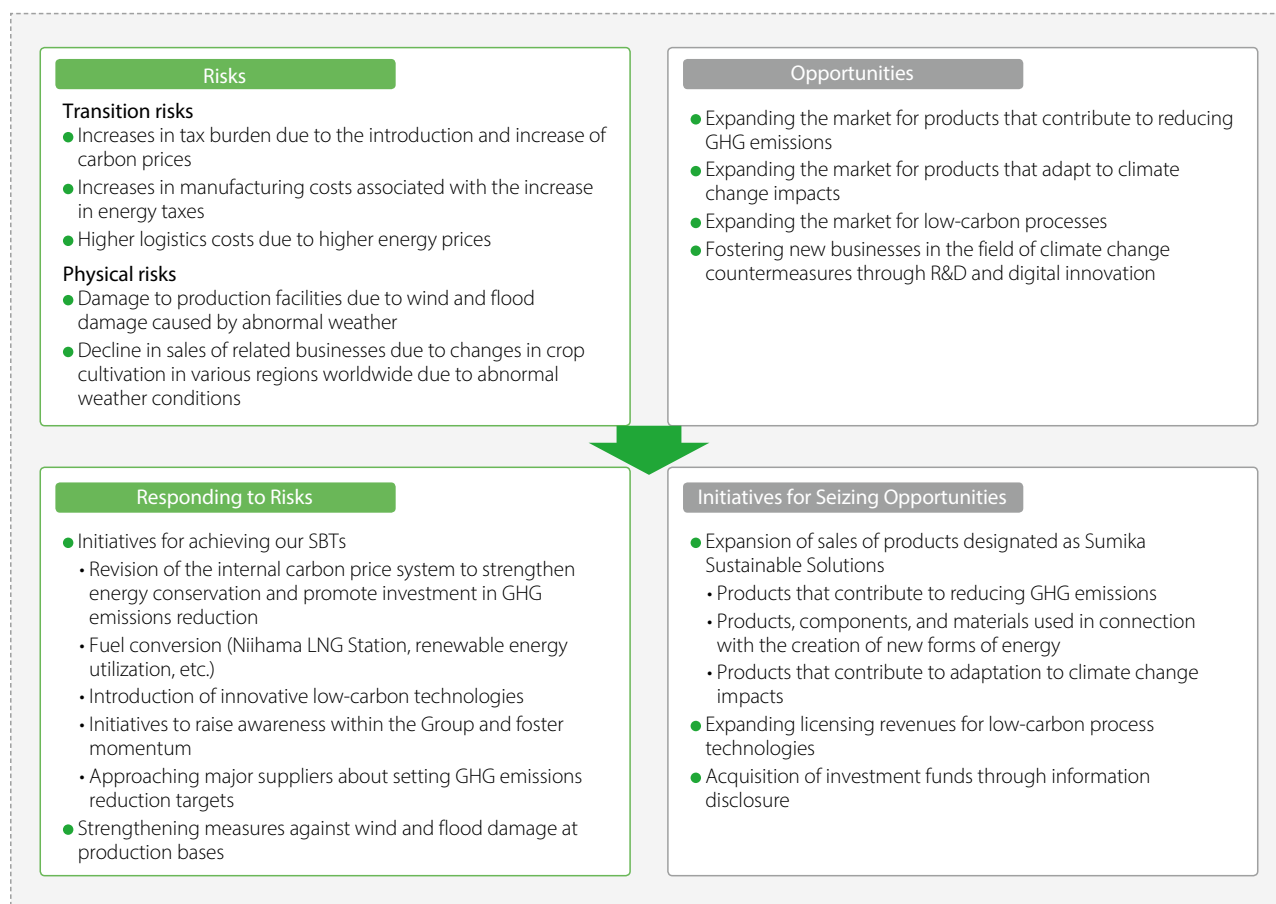 Risks
Transition risks
● Increases in tax burden due to the introduction and increase of
carbon prices
● Increases in manufacturing costs associated with the increase
in energy taxes
● Higher logistics costs due to higher energy prices
Physical risks
● Damage to production facilities due to wind and flood
damage caused by abnormal weather
● Decline in sales of related businesses due to changes in crop
cultivation in various regions worldwide due to abnormal
weather conditions
Opportunities
● Expanding the market for products that contribute to reducing
GHG emissions
● Expanding the market for products that adapt to climate
change impacts
● Expanding the market for low-carbon processes
● Fostering new businesses in the field of climate change
countermeasures through R&D and digital innovation
Responding to Risks
● Initiatives for achieving our SBTs
• Revision of the internal carbon price system to strengthen
energy conservation and promote investment in GHG
emissions reduction
• Fuel conversion (Niihama LNG Station, renewable energy
utilization, etc.)
• Introduction of innovative low-carbon technologies
• Initiatives to raise awareness within the Group and foster
momentum
• Approaching major suppliers about setting GHG emissions
reduction targets
● Strengthening measures against wind and flood damage at
production bases
Initiatives for Seizing Opportunities
● Expansion of sales of products designated as Sumika
Sustainable Solutions
• Products that contribute to reducing GHG emissions
• Products, components, and materials used in connection
with the creation of new forms of energy
• Products that contribute to adaptation to climate change
impacts
● Expanding licensing revenues for low-carbon process
technologies
● Acquisition of investment funds through information
disclosure